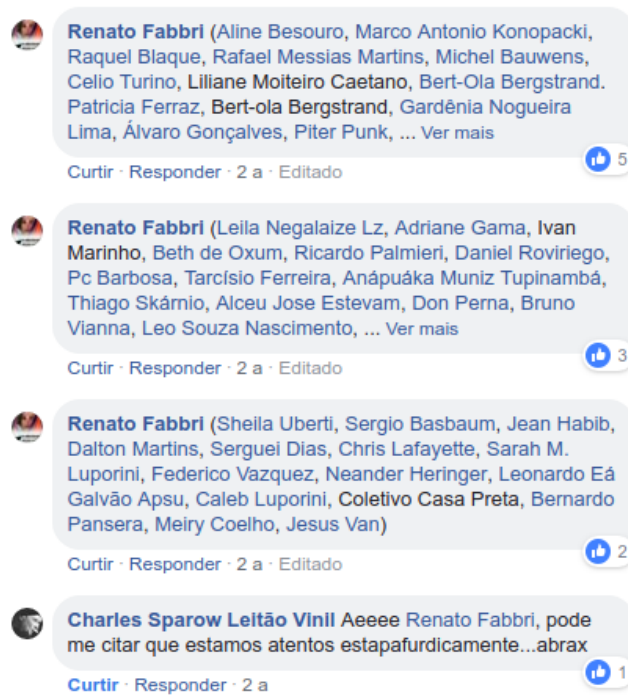 Renato Fabbri (Aline Besouro, Marco Antonio Konopacki,
Raquel Blaque, Rafael Messias Martins, Michel Bauwens,
Celio Turino, Liliane Moiteiro Caetano, Bert-Ola Bergstrand.
Patricia Ferraz, Bert-ola Bergstrand, Gardênia Nogueira
Lima, Álvaro Gonçalves, Piter Punk, ... Ver mais
5
Curtir · Responder · 2 a · Editado
Renato Fabbri (Leila Negalaize Lz, Adriane Gama, Ivan
Marinho, Beth de Oxum, Ricardo Palmieri, Daniel Roviriego,
Pc Barbosa, Tarcísio Ferreira, Anápuáka Muniz Tupinambá,
Thiago Skárnio, Alceu Jose Estevam, Don Perna, Bruno
Vianna, Leo Souza Nascimento, ... Ver mais
3
Curtir · Responder · 2 a · Editado
Renato Fabbri (Sheila Uberti, Sergio Basbaum, Jean Habib,
Dalton Martins, Serguei Dias, Chris Lafayette, Sarah M.
Luporini, Federico Vazquez, Neander Heringer, Leonardo Eá
Galvão Apsu, Caleb Luporini, Coletivo Casa Preta, Bernardo
Pansera, Meiry Coelho, Jesus Van)
2
Curtir · Responder · 2 a · Editado
Charles Sparow Leitão Vinil Aeeee Renato Fabbri, pode
me citar que estamos atentos estapafurdicamente...abrax
1
Curtir · Responder · 2 a